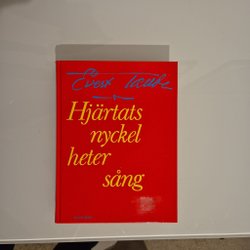 Evert Taube
Hjärtats
nyckel
heter
sång